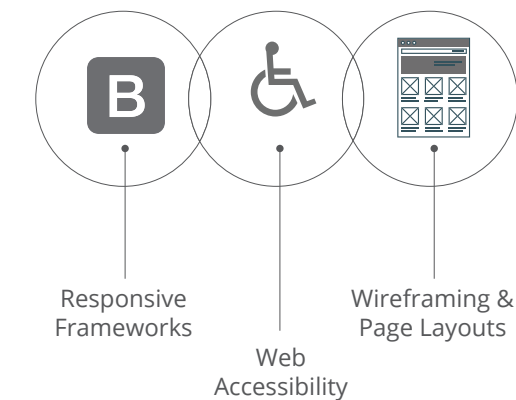 B
Responsive
Frameworks
Web
Accessibility
Wireframing &
Page Layouts